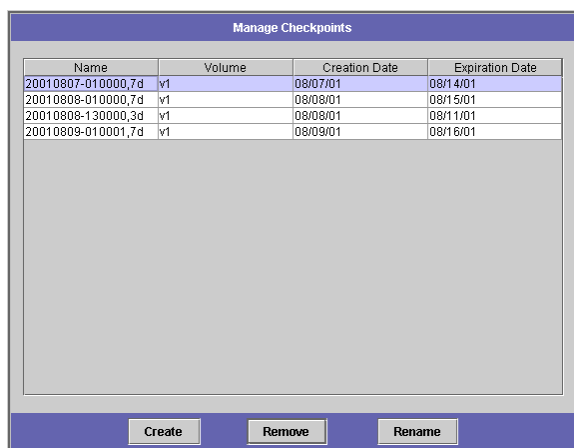 Manage Checkpoints
Name Volume Creation Date Expiration Date
20010807-010000,7d v1 08/07/01 08/14/01
20010808-010000,7d v1 08/08/01 08/15/01
20010808-130000,3d v1 08/08/01 08/11/01
20010809-010001,7d v1 08/09/01 08/16/01
Create Remove Rename